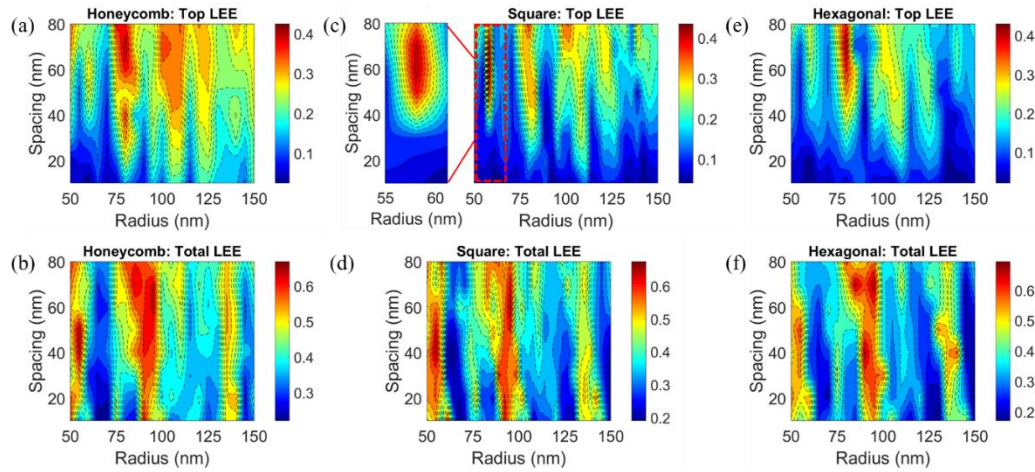 (a)
Honeycomb: Top LEE
80
60
40
20
Spacing (nm)
50 75 100 125 150
Radius (nm)
0.4
0.3
0.2
0.1
(c)
Square: Top LEE
80
60
40
20
Spacing (nm)
55 60
Radius (nm)
50 75 100 125 150
Radius (nm)
0.4
0.3
0.2
0.1
(e)
Hexagonal: Top LEE
80
60
40
20
Spacing (nm)
50 75 100 125 150
Radius (nm)
0.4
0.3
0.2
0.1
(b)
Honeycomb: Total LEE
80
60
40
20
Spacing (nm)
50 75 100 125 150
Radius (nm)
0.6
0.5
0.4
0.3
(d)
Square: Total LEE
80
60
40
20
Spacing (nm)
50 75 100 125 150
Radius (nm)
0.6
0.5
0.4
0.3
0.2
(f)
Hexagonal: Total LEE
80
60
40
20
Spacing (nm)
50 75 100 125 150
Radius (nm)
0.6
0.5
0.4
0.3
0.2